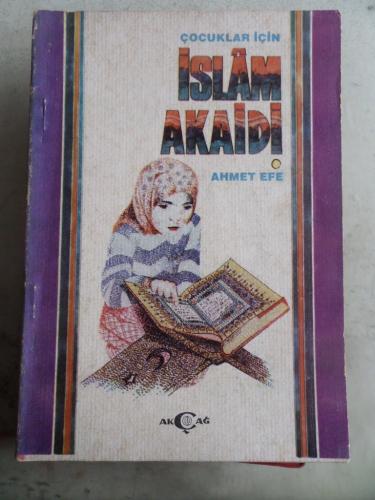 ÇOCUKLAR İÇİN
İSLÂM
AKAİDİ
AHMET EFE
AKÇAĞ